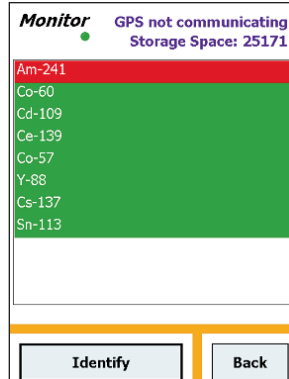 Monitor
GPS not communicating
Storage Space: 25171
Am-241
Co-60
Cd-109
Ce-139
Co-57
Y-88
Cs-137
Sn-113
Identify
Back